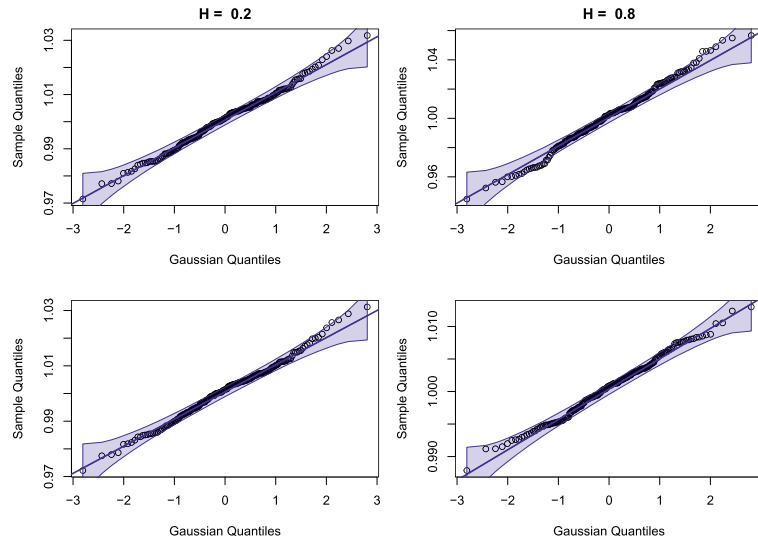 H = 0.2
H = 0.8
Sample Quantiles
0.97 0.99 1.01 1.03
−3 −2 −1 0 1 2 3
Gaussian Quantiles
Sample Quantiles
0.96 1.00 1.04
−3 −2 −1 0 1 2
Gaussian Quantiles
Sample Quantiles
0.97 0.99 1.01 1.03
−3 −2 −1 0 1 2 3
Gaussian Quantiles
Sample Quantiles
0.990 1.000 1.010
−3 −2 −1 0 1 2
Gaussian Quantiles